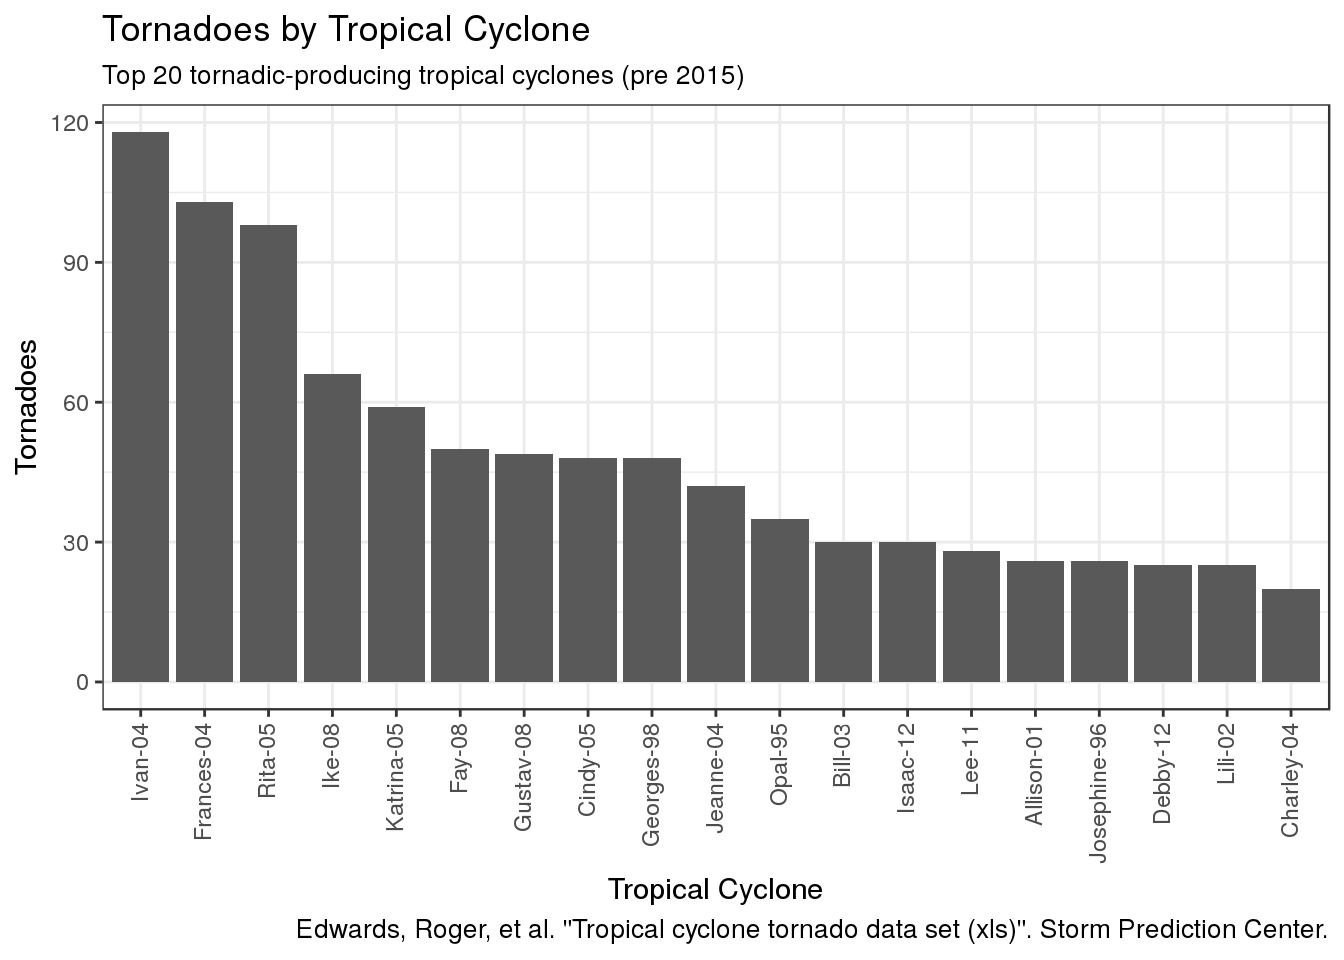 Tornadoes by Tropical Cyclone
Top 20 tornadic-producing tropical cyclones (pre 2015)
Tornadoes
120
90
60
30
0
Ivan-04
Frances-04
Rita-05
Ike-08
Katrina-05
Fay-08
Gustav-08
Cindy-05
Georges-98
Jeanne-04
Opal-95
Bill-03
Isaac-12
Lee-11
Allison-01
Josephine-96
Debby-12
Lili-02
Charley-04
Tropical Cyclone
Edwards, Roger, et al. "Tropical cyclone tornado data set (xls)". Storm Prediction Center.